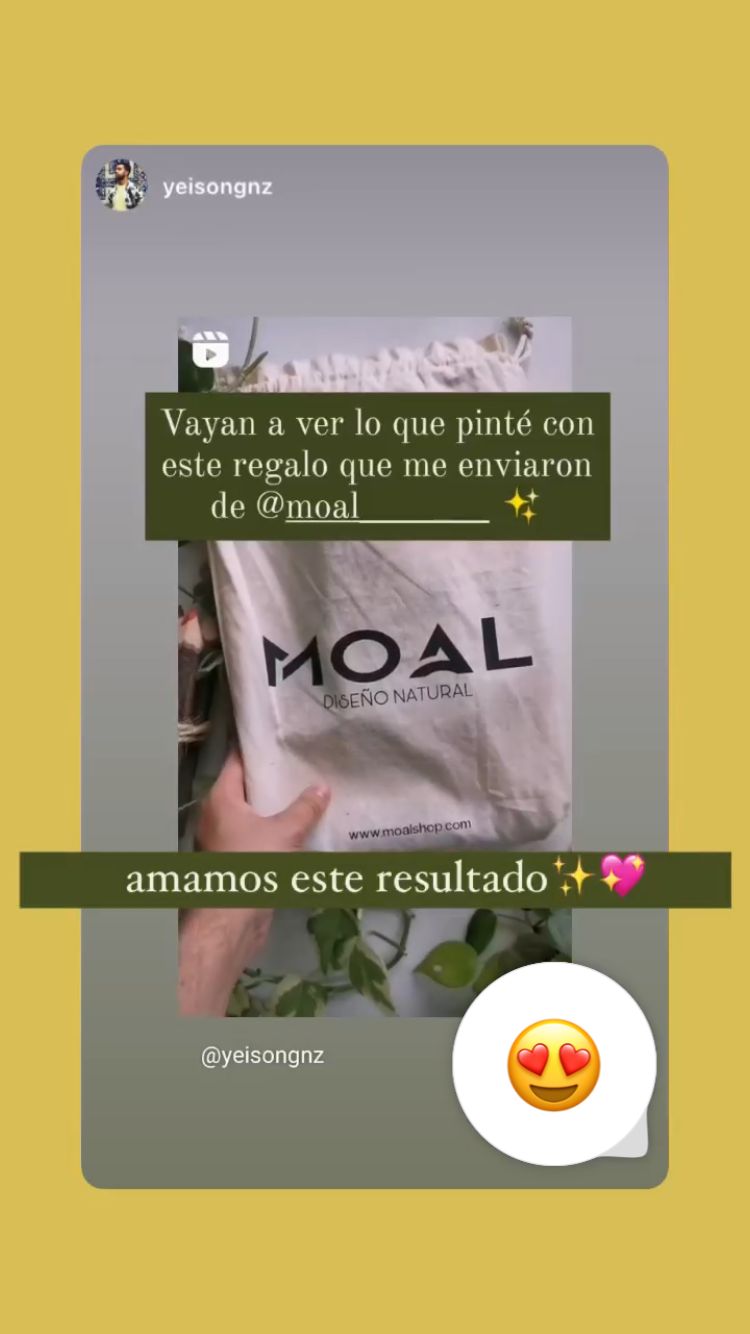 yeisongnz
Vayan a ver lo que pinté con
este regalo que me enviaron
de @moal________ ✨
MOAL
DISEÑO NATURAL
www.moalshop.com
amamos este resultado✨💖
@yeisongnz